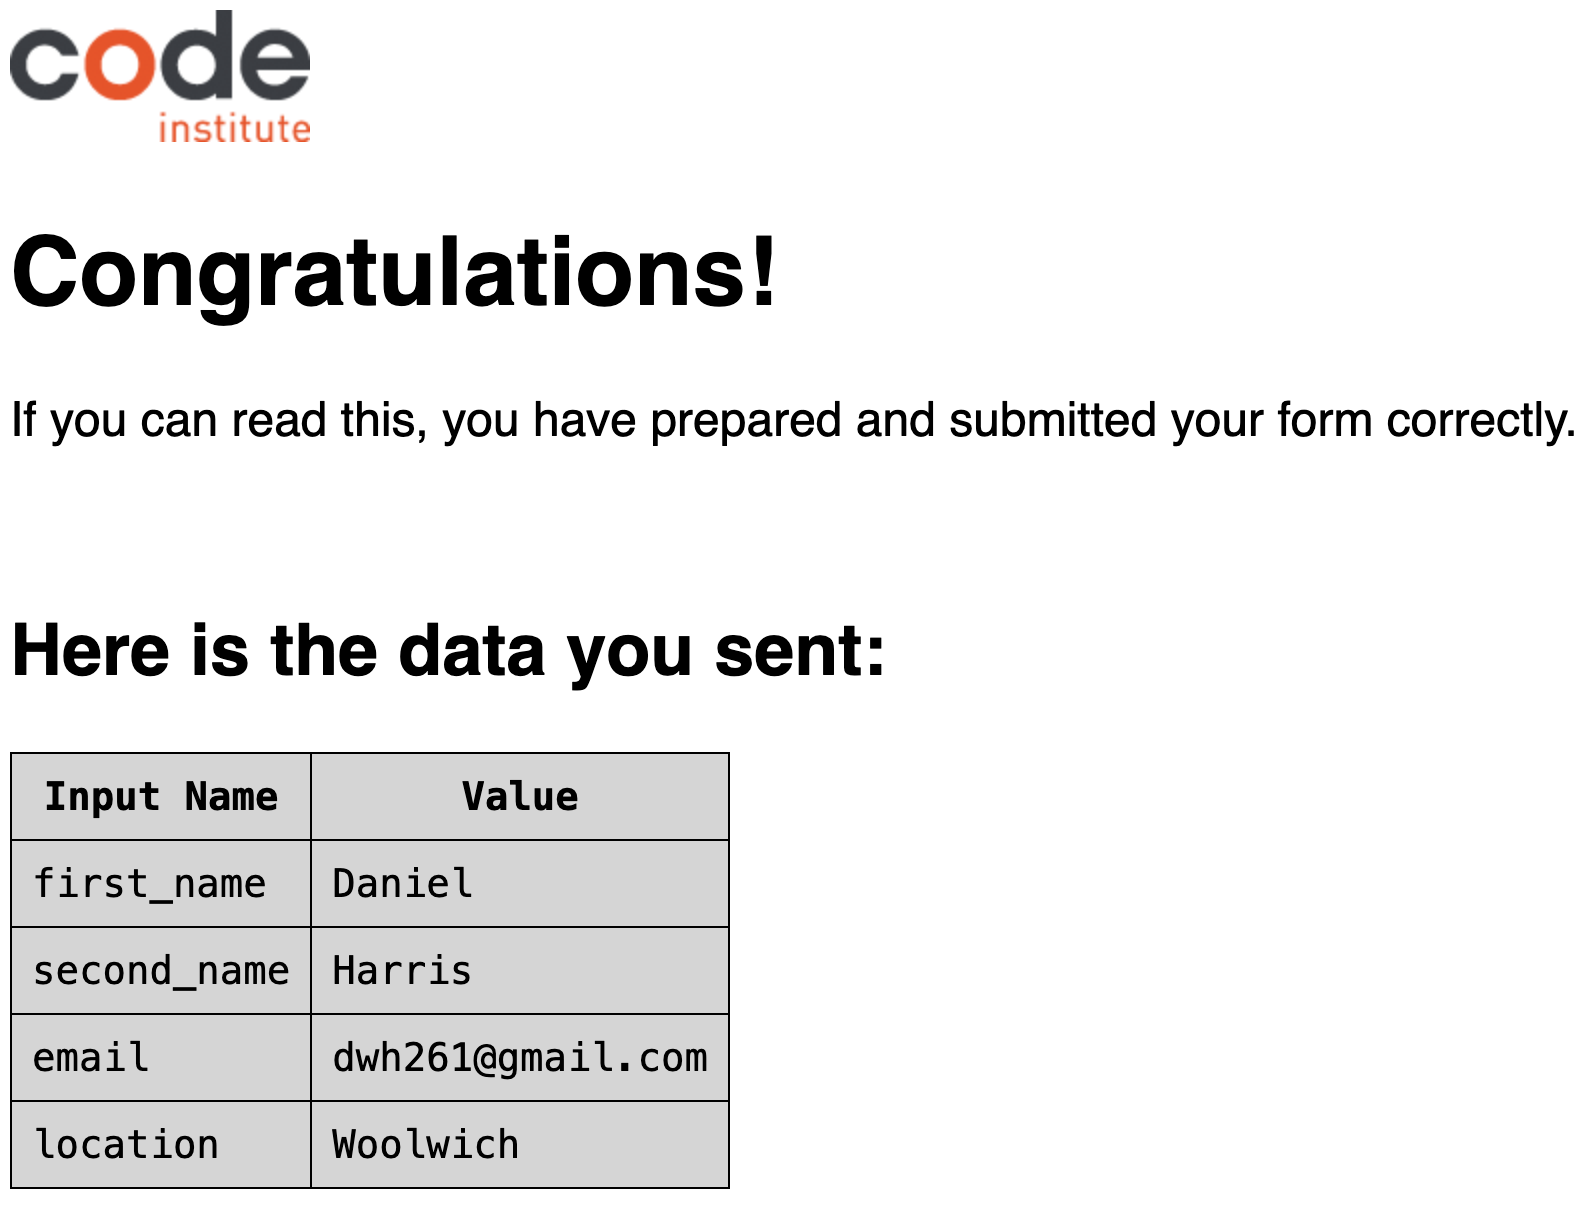 code
institute
Congratulations!
If you can read this, you have prepared and submitted your form correctly.
Here is the data you sent:
Input Name Value
first_name Daniel
second_name Harris
email dwh261@gmail.com
location Woolwich